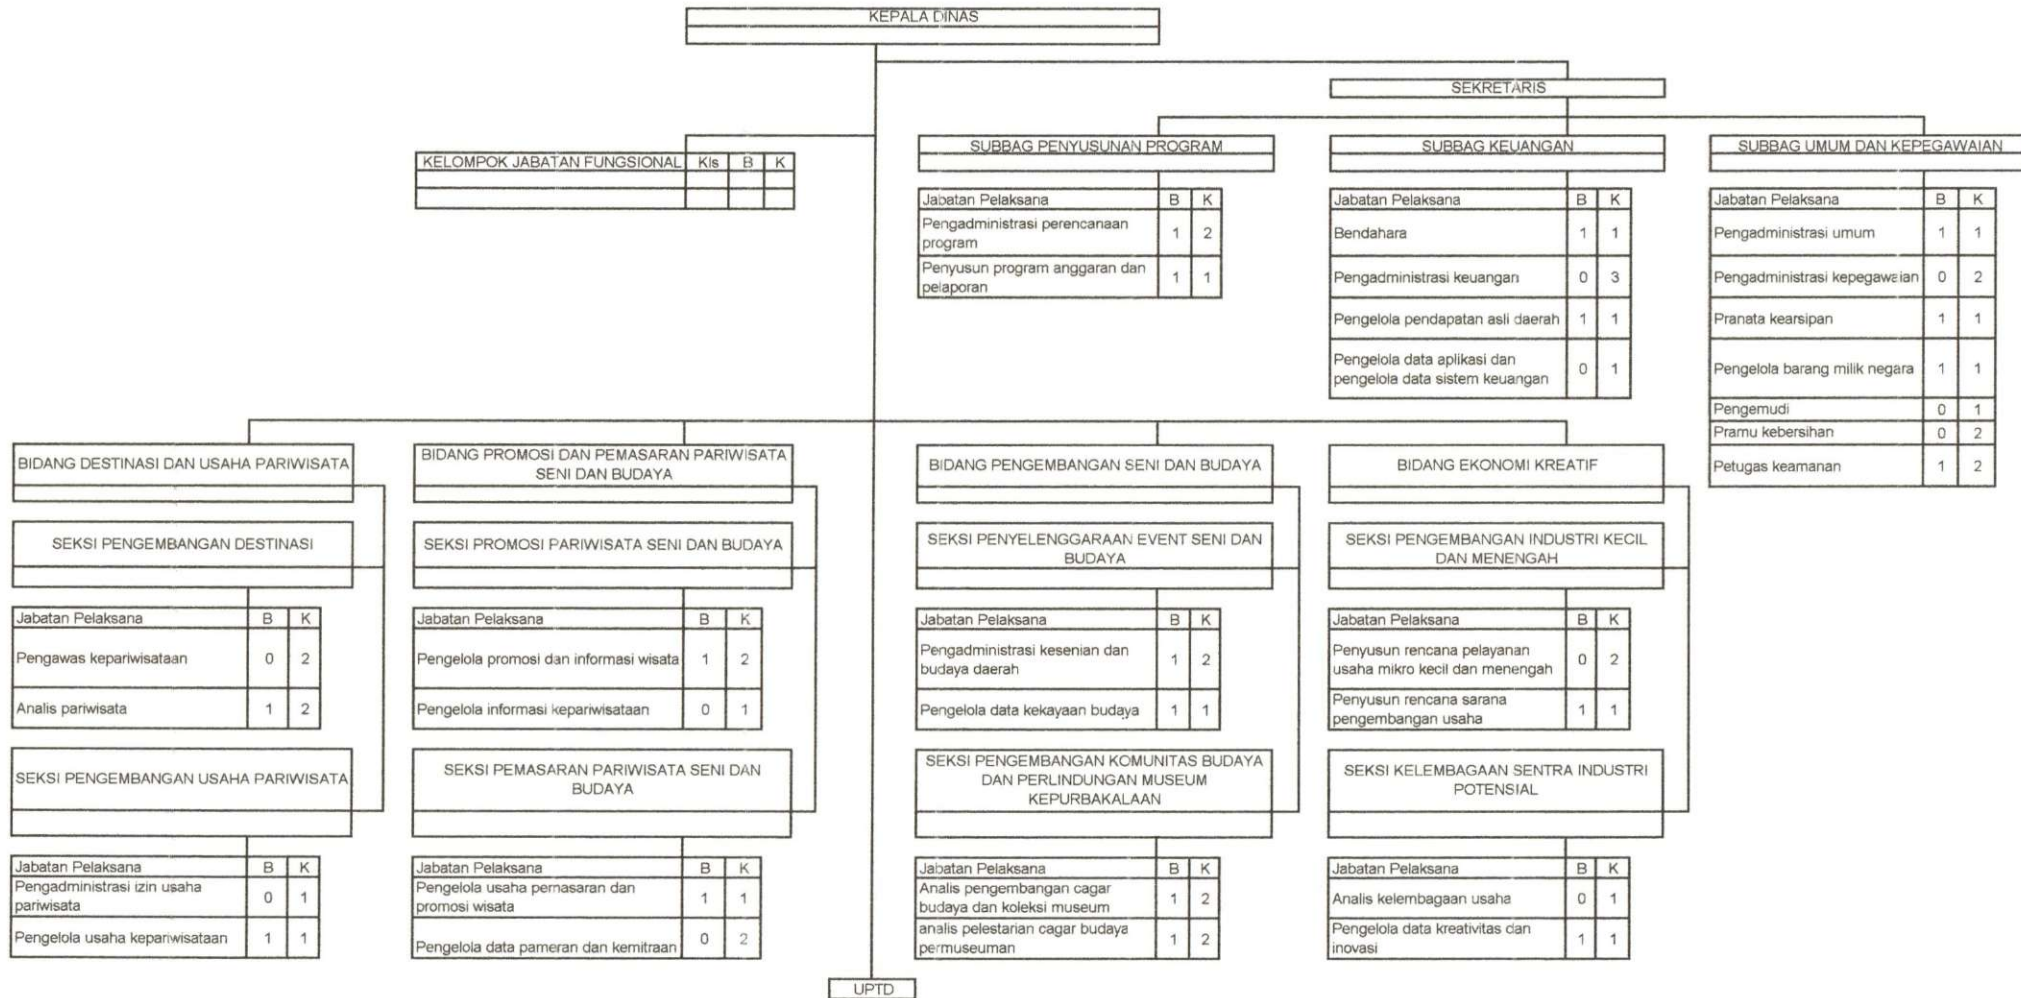 KEPALA DINAS
SEKRETARIS
KELOMPOK JABATAN FUNGSIONAL Kls B K
SUBBAG PENYUSUNAN PROGRAM
Jabatan Pelaksana B K
Pengadministrasi perencanaan
program 1 2
Penyusun program anggaran dan
pelaporan 1 1
SUBBAG KEUANGAN
Jabatan Pelaksana B K
Bendahara 1 1
Pengadministrasi keuangan 0 3
Pengelola pendapatan asli daerah 1 1
Pengelola data aplikasi dan
pengelola data sistem keuangan 0 1
SUBBAG UMUM DAN KEPEGAWAIAN
Jabatan Pelaksana B K
Pengadministrasi umum 1 1
Pengadministrasi kepegawaian 0 2
Pranata kearsipan 1 1
Pengelola barang milik negara 1 1
Pengemudi 0 1
Pramu kebersihan 0 2
Petugas keamanan 1 2
BIDANG DESTINASI DAN USAHA PARIWISATA
SEKSI PENGEMBANGAN DESTINASI
Jabatan Pelaksana B K
Pengawas kepariwisataan 0 2
Analis pariwisata 1 2
SEKSI PENGEMBANGAN USAHA PARIWISATA
Jabatan Pelaksana B K
Pengadministrasi izin usaha
pariwisata 0 1
Pengelola usaha kepariwisataan 1 1
BIDANG PROMOSI DAN PEMASARAN PARIWISATA
SENI DAN BUDAYA
SEKSI PROMOSI PARIWISATA SENI DAN BUDAYA
Jabatan Pelaksana B K
Pengelola promosi dan informasi wisata 1 2
Pengelola informasi kepariwisataan 0 1
SEKSI PEMASARAN PARIWISATA SENI DAN
BUDAYA
Jabatan Pelaksana B K
Pengelola usaha pemasaran dan
promosi wisata 1 1
Pengelola data pameran dan kemitraan 0 2
BIDANG PENGEMBANGAN SENI DAN BUDAYA
SEKSI PENYELENGGARAAN EVENT SENI DAN
BUDAYA
Jabatan Pelaksana B K
Pengadministrasi kesenian dan
budaya daerah 1 2
Pengelola data kekayaan budaya 1 1
SEKSI PENGEMBANGAN KOMUNITAS BUDAYA
DAN PERLINDUNGAN MUSEUM
KEPURBAKALAAN
Jabatan Pelaksana B K
Analis pengembangan cagar
budaya dan koleksi museum 1 2
analis pelestarian cagar budaya
permuseuman 1 2
BIDANG EKONOMI KREATIF
SEKSI PENGEMBANGAN INDUSTRI KECIL
DAN MENENGAH
Jabatan Pelaksana B K
Penyusun rencana pelayanan
usaha mikro kecil dan menengah 0 2
Penyusun rencana sarana
pengembangan usaha 1 1
SEKSI KELEMBAGAAN SENTRA INDUSTRI
POTENSIAL
Jabatan Pelaksana B K
Analis kelembagaan usaha 0 1
Pengelola data kreativitas dan
inovasi 1 1
UPTD